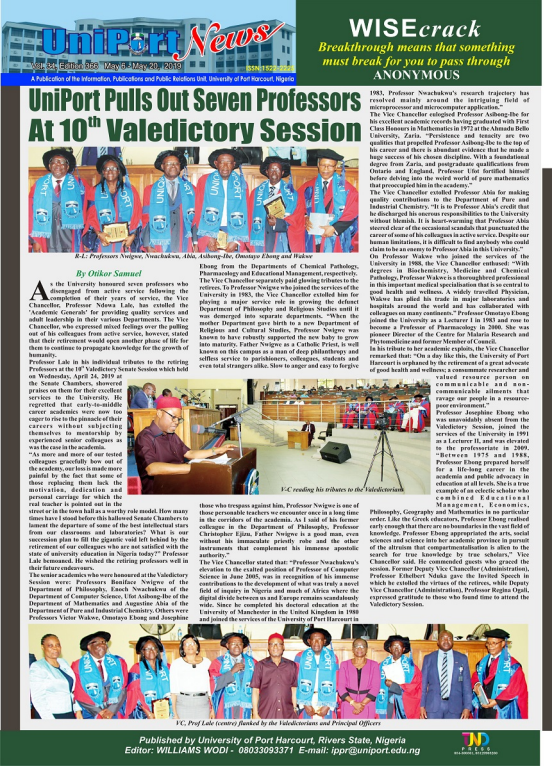 UniPort News
Vol. 34, Edition 366 May 6 - May 20, 2019
ISSN 1522-2221
A Publication of the Information, Publications and Public Relations Unit, University of Port Harcourt, Nigeria
WISEcrack
Breakthrough means that something
must break for you to pass through
ANONYMOUS
UniPort Pulls Out Seven Professors
At 10th Valedictory Session
R-L: Professors Nwigwe, Nwachukwu, Abia, Asibong-Ibe, Omotayo Ebong and Wakwe
By Otikor Samuel
As the University honoured seven professors who
disengaged from active service following the
completion of their years of service, the Vice
Chancellor, Professor Ndowa Lale, has extolled the
'Academic Generals' for providing quality services and
adult leadership in their various Departments. The Vice
Chancellor, who expressed mixed feelings over the pulling
out of his colleagues from active service, however, stated
that their retirement would open another phase of life for
them to continue to propagate knowledge for the growth of
humanity.
Professor Lale in his individual tributes to the retiring
Professors at the 10th Valedictory Senate Session which held
on Wednesday, April 24, 2019 at
the Senate Chambers, showered
praises on them for their excellent
services to the University. He
regretted that early-to-middle
career academics were now too
eager to rise to the pinnacle of their
careers without subjecting
themselves to mentorship by
experienced senior colleagues as
was the case in the academia.
"As more and more of our tested
colleagues gracefully bow out of
the academy, our loss is made more
painful by the fact that some of
those replacing them lack the
motivation, dedication and
personal carriage for which the
real teacher is pointed out in the
street or in the town hall as a worthy role model. How many
times have I stood before this hallowed Senate Chambers to
lament the departure of some of the best intellectual stars
from our classrooms and laboratories? What is our
succession plan to fill the gigantic void left behind by the
retirement of our colleagues who are not satisfied with the
state of university education in Nigeria today?" Professor
Lale bemoaned. He wished the retiring professors well in
their future endeavours.
The senior academics who were honoured at the Valedictory
Session were: Professors Boniface Nwigwe of the
Department of Philosophy, Enoch Nwachukwu of the
Department of Computer Science, Ufot Asibong-Ibe of the
Department of Mathematics and Augustine Abia of the
Department of Pure and Industrial Chemistry. Others were
Professors Victor Wakwe, Omotayo Ebong and Josephine
Ebong from the Departments of Chemical Pathology,
Pharmacology and Educational Management, respectively.
The Vice Chancellor separately paid glowing tributes to the
retirees. To Professor Nwigwe who joined the services of the
University in 1983, the Vice Chancellor extolled him for
playing a major service role in growing the defunct
Department of Philosophy and Religious Studies until it
was demerged into separate departments. "When the
mother Department gave birth to a new Department of
Religious and Cultural Studies, Professor Nwigwe was
known to have robustly supported the new baby to grow
into maturity. Father Nwigwe as a Catholic Priest, is well
known on this campus as a man of deep philanthropy and
selfless service to parishioners, colleagues, students and
even total strangers alike. Slow to anger and easy to forgive
V-C reading his tributes to the Valedictorians
those who trespass against him, Professor Nwigwe is one of
those personable teachers we encounter once in a long time
in the corridors of the academia. As I said of his former
colleague in the Department of Philosophy, Professor
Christopher Ejizu, Father Nwigwe is a good man, even
without his immaculate priestly robe and the other
instruments that complement his immense apostolic
authority."
The Vice Chancellor stated that: "Professor Nwachukwu's
elevation to the exalted position of Professor of Computer
Science in June 2005, was in recognition of his immense
contributions to the development of what was truly a novel
field of inquiry in Nigeria and much of Africa where the
digital divide between us and Europe remains scandalously
wide. Since he completed his doctoral education at the
University of Manchester in the United Kingdom in 1980
and joined the services of the University of Port Harcourt in
1983, Professor Nwachukwu's research trajectory has
resolved mainly around the intriguing field of
microprocessor and microcomputer application."
The Vice Chancellor eulogised Professor Asibong-Ibe for
his excellent academic records having graduated with First
Class Honours in Mathematics in 1972 at the Ahmadu Bello
University, Zaria. "Persistence and tenacity are two
qualities that propelled Professor Asibong-Ibe to the top of
his career and there is abundant evidence that he made a
huge success of his chosen discipline. With a foundational
degree from Zaria, and postgraduate qualifications from
Ontario and England, Professor Ufot fortified himself
before delving into the weird world of pure mathematics
that preoccupied him in the academy."
The Vice Chancellor extolled Professor Abia for making
quality contributions to the Department of Pure and
Industrial Chemistry. "It is to Professor Abia's credit that
he discharged his onerous responsibilities to the University
without blemish. It is heart-warming that Professor Abia
steered clear of the occasional scandals that punctuated the
career of some of his colleagues in active service. Despite our
human limitations, it is difficult to find anybody who could
claim to be an enemy to Professor Abia in this University."
On Professor Wakwe who joined the services of the
University in 1988, the Vice Chancellor enthused: "With
degrees in Biochemistry, Medicine and Chemical
Pathology, Professor Wakwe is a thoroughbred professional
in this important medical specialisation that is so central to
good health and wellness. A widely travelled Physician,
Wakwe has plied his trade in major laboratories and
hospitals around the world and has collaborated with
colleagues on many continents." Professor Omotayo Ebong
joined the University as a Lecturer I in 1983 and rose to
become a Professor of Pharmacology in 2000. She was
pioneer Director of the Centre for Malaria Research and
Phytomedicine and former Member of Council.
In his tribute to her academic exploits, the Vice Chancellor
remarked that: "On a day like this, the University of Port
Harcourt is orphaned by the retirement of a great advocate
of good health and wellness; a consummate researcher and
valued resource person on
communicable and non-
communicable ailments that
ravage our people in a resource-
poor environment."
Professor Josephine Ebong who
was unavoidably absent from the
Valedictory Session, joined the
services of the University in 1991
as a Lecturer II, and was elevated
to the professoriate in 2009.
"Between 1975 and 1988,
Professor Ebong prepared herself
for a life-long career in the
academia and public advocacy in
education at all levels. She is a true
example of an eclectic scholar who
combined Educational
Management, Economics,
Philosophy, Geography and Mathematics in no particular
order. Like the Greek educators, Professor Ebong realised
early enough that there are no boundaries in the vast field of
knowledge. Professor Ebong appropriated the arts, social
sciences and science into her academic province in pursuit
of the altruism that compartmentalisation is alien to the
search for true knowledge by true scholars," Vice
Chancellor said. He commended guests who graced the
session. Former Deputy Vice Chancellor (Administration),
Professor Ethelbert Nduka gave the Invited Speech in
which he extolled the virtues of the retirees, while Deputy
Vice Chancellor (Administration), Professor Regina Ogali,
expressed gratitude to those who found time to attend the
Valedictory Session.
VC, Prof Lale (centre) flanked by the Valedictorians and Principal Officers
Published by University of Port Harcourt, Rivers State, Nigeria
Editor: WILLIAMS WODI - 08033093371 E-mail: ippr@uniport.edu.ng
PRESS